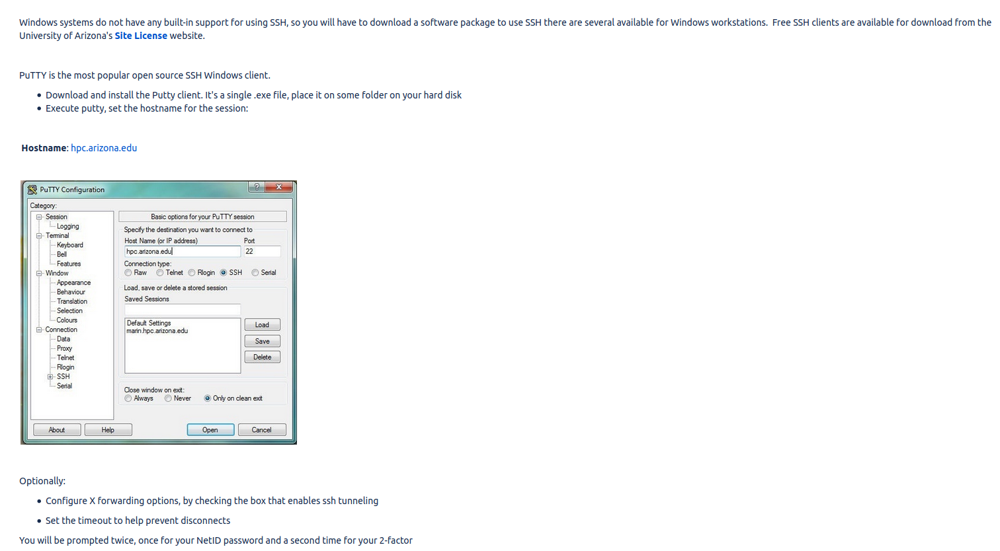 Windows systems do not have any built-in support for using SSH, so you will have to download a software package to use SSH there are several available for Windows workstations.  Free SSH clients are available for download from the
University of Arizona's Site License website.
PuTTY is the most popular open source SSH Windows client.
• Download and install the Putty client. It's a single .exe file, place it on some folder on your hard disk
• Execute putty, set the hostname for the session:
Hostname: hpc.arizona.edu
PuTTY Configuration
? X
Category:
Session
Logging
Terminal
Keyboard
Bell
Features
Window
Appearance
Behaviour
Translation
Selection
Colours
Connection
Data
Proxy
Telnet
Rlogin
SSH
Serial
Basic options for your PuTTY session
Specify the destination you want to connect to
Host Name (or IP address) Port
hpc.arizona.edu 22
Connection type:
Raw Telnet Rlogin SSH Serial
Load, save or delete a stored session
Saved Sessions
Default Settings
marin.hpc.arizona.edu
Load
Save
Delete
Close window on exit:
Always Never Only on clean exit
About Help Open Cancel
Optionally:
• Configure X forwarding options, by checking the box that enables ssh tunneling
• Set the timeout to help prevent disconnects
You will be prompted twice, once for your NetID password and a second time for your 2-factor